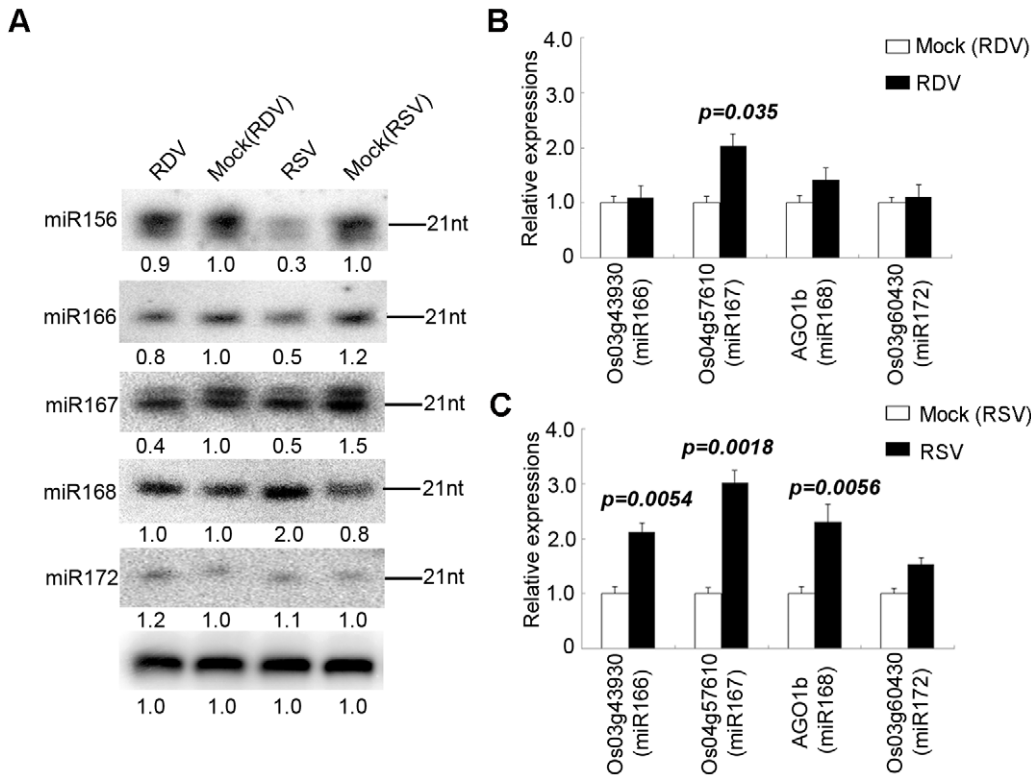 A
RDV Mock(RDV) RSV Mock(RSV)
miR156 21nt
0.9 1.0 0.3 1.0
miR166 21nt
0.8 1.0 0.5 1.2
miR167 21nt
0.4 1.0 0.5 1.5
miR168 21nt
1.0 1.0 2.0 0.8
miR172 21nt
1.2 1.0 1.1 1.0
1.0 1.0 1.0 1.0
B
Relative expressions
4.0
3.0
2.0
1.0
0
Mock (RDV)
RDV
p=0.035
Os03g43930
(miR166)
Os04g57610
(miR167)
AGO1b
(miR168)
Os03g60430
(miR172)
C
Relative expressions
4.0
3.0
2.0
1.0
0
Mock (RSV)
RSV
p=0.0054
p=0.0018
p=0.0056
Os03g43930
(miR166)
Os04g57610
(miR167)
AGO1b
(miR168)
Os03g60430
(miR172)